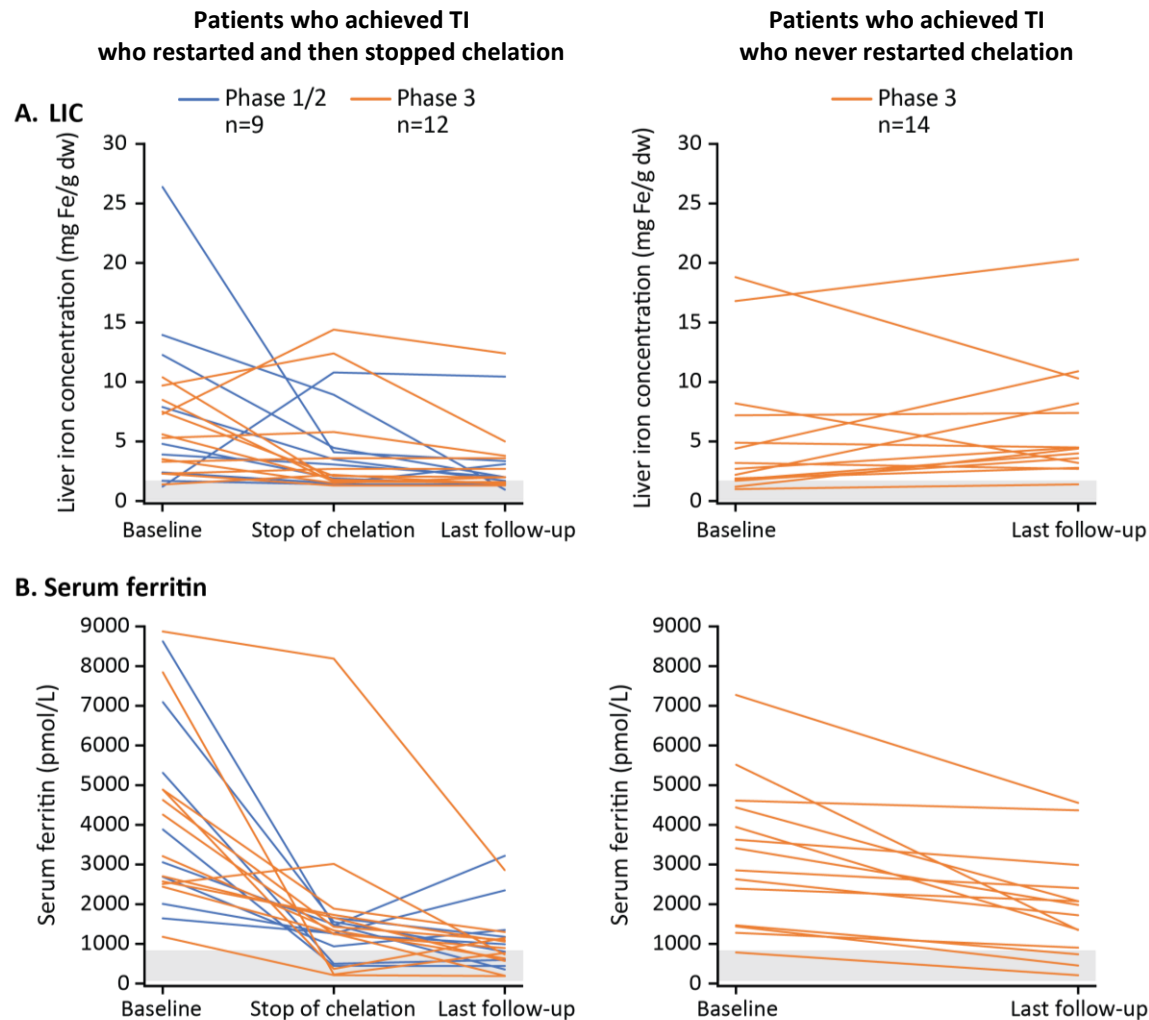 Patients who achieved TI
who restarted and then stopped chelation
Patients who achieved TI
who never restarted chelation
A. LIC
Phase 1/2
n=9
Phase 3
n=12
Phase 3
n=14
Liver iron concentration (mg Fe/g dw)
30
25
20
15
10
5
0
Baseline
Stop of chelation
Last follow-up
Liver iron concentration (mg Fe/g dw)
30
25
20
15
10
5
0
Baseline
Last follow-up
B. Serum ferritin
Serum ferritin (pmol/L)
9000
8000
7000
6000
5000
4000
3000
2000
1000
0
Baseline
Stop of chelation
Last follow-up
Serum ferritin (pmol/L)
9000
8000
7000
6000
5000
4000
3000
2000
1000
0
Baseline
Last follow-up